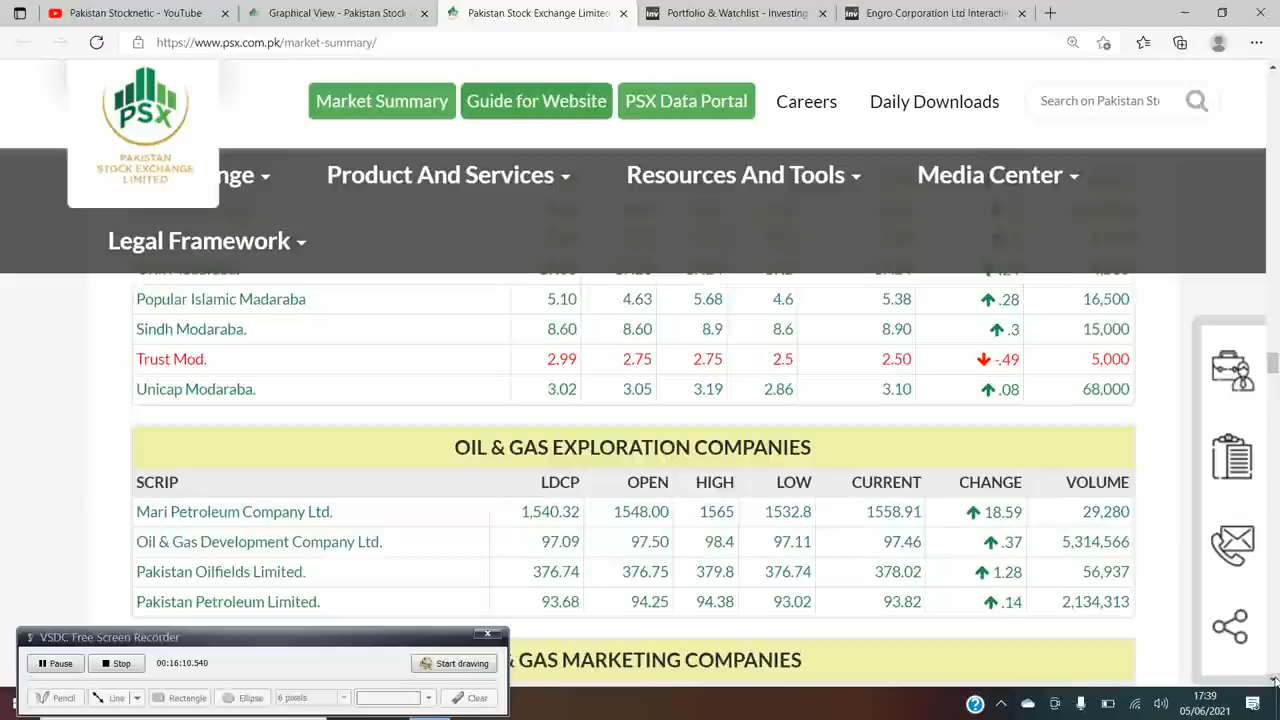 Pakistan Stocknetic - YouTube
Graphical View - Pakistan Stock
Pakistan Stock Exchange Limited
Portfolio & Watchlist - Investing
Engro Corporation Ltd Interacti
https://www.psx.com.pk/market-summary/
PSX
PAKISTAN
STOCK EXCHANGE
LIMITED
Market Summary
Guide for Website
PSX Data Portal
Careers
Daily Downloads
Search on Pakistan Sto
nge
Product And Services
Resources And Tools
Media Center
Legal Framework
Popular Islamic Madaraba 5.10 4.63 5.68 4.6 5.38 .28 16,500
Sindh Modaraba. 8.60 8.60 8.9 8.6 8.90 .3 15,000
Trust Mod. 2.99 2.75 2.75 2.5 2.50 -.49 5,000
Unicap Modaraba. 3.02 3.05 3.19 2.86 3.10 .08 68,000
OIL & GAS EXPLORATION COMPANIES
SCRIP LDCP OPEN HIGH LOW CURRENT CHANGE VOLUME
Mari Petroleum Company Ltd. 1,540.32 1548.00 1565 1532.8 1558.91 18.59 29,280
Oil & Gas Development Company Ltd. 97.09 97.50 98.4 97.11 97.46 .37 5,314,566
Pakistan Oilfields Limited. 376.74 376.75 379.8 376.74 378.02 1.28 56,937
Pakistan Petroleum Limited. 93.68 94.25 94.38 93.02 93.82 .14 2,134,313
& GAS MARKETING COMPANIES
VSDC Free Screen Recorder
Pause Stop 00:16:10.540 Start drawing
Pencil Line Rectangle Ellipse 6 pixels Clear
17:39
05/06/2021